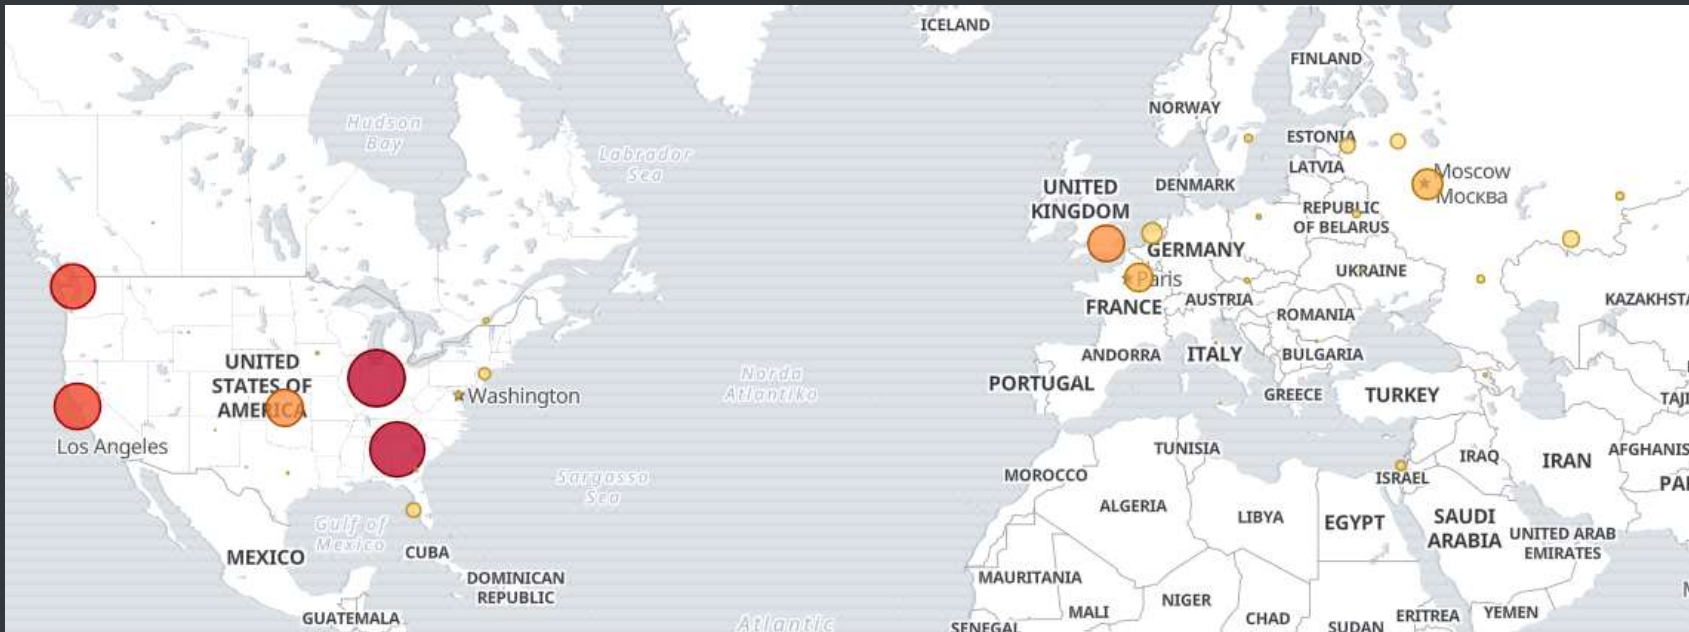 ICELAND
FINLAND
NORWAY
Hudson
Bay
ESTONIA
Labrador
Sea
LATVIA
Moscow
Москва
DENMARK
UNITED
KINGDOM
REPUBLIC
OF BELARUS
GERMANY
UKRAINE
Paris
FRANCE
AUSTRIA
KAZAKHSTA
ROMANIA
UNITED
STATES OF
AMERICA
ANDORRA
ITALY
BULGARIA
Norda
Atlantiko
PORTUGAL
GREECE
TURKEY
TAJI
Washington
Los Angeles
TUNISIA
MOROCCO
IRAQ
IRAN
AFGHANIS
ISRAEL
PA
Sargasso
Sea
ALGERIA
LIBYA
EGYPT
SAUDI
ARABIA
UNITED ARAB
EMIRATES
Gulf of
Mexico
MEXICO
CUBA
DOMINICAN
REPUBLIC
MAURITANIA
GUATEMALA
MALI
NIGER
CHAD
ERITREA
YEMEN
Atlantic
SENEGAL
SUDAN